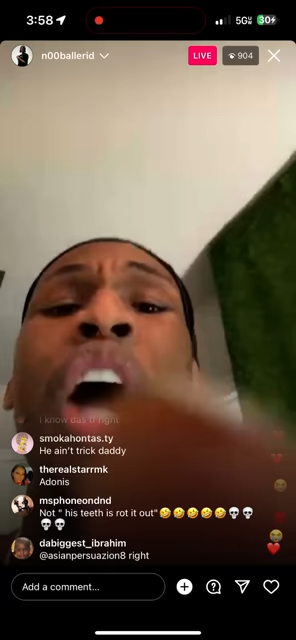 3:58
5G
30
n00ballerid
LIVE
904
I know das tf right
smokahontas.ty
He ain't trick daddy
therealstarrmk
Adonis
msphoneondnd
Not " his teeth is rot it out"🤣🤣🤣🤣🤣💀💀
💀💀
dabiggest_ibrahim
@asianpersuazion8 right
Add a comment...